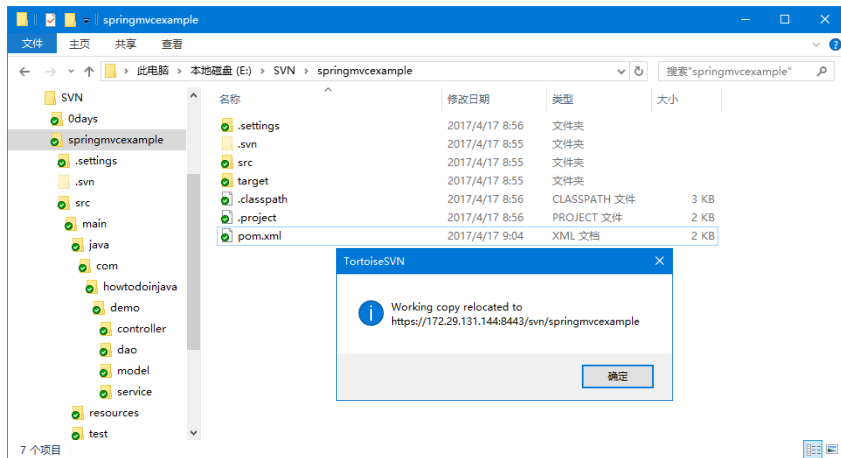 springmvcexample
文件 主页 共享 查看
此电脑 › 本地磁盘 (E:) › SVN › springmvcexample
搜索"springmvcexample"
SVN
0days
springmvcexample
.settings
.svn
src
main
java
com
howtodoinjava
demo
controller
dao
model
service
resources
test
名称 修改日期 类型 大小
.settings 2017/4/17 8:56 文件夹
.svn 2017/4/17 8:55 文件夹
src 2017/4/17 8:55 文件夹
target 2017/4/17 8:55 文件夹
.classpath 2017/4/17 8:56 CLASSPATH 文件 3 KB
.project 2017/4/17 8:56 PROJECT 文件 2 KB
pom.xml 2017/4/17 9:04 XML 文档 2 KB
TortoiseSVN
Working copy relocated to
https://172.29.131.144:8443/svn/springmvcexample
确定
7 个项目